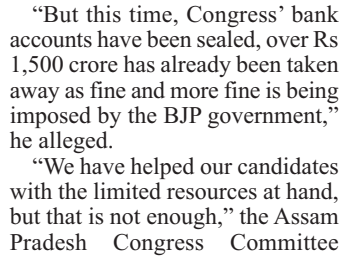 “But this time, Congress’ bank
accounts have been sealed, over Rs
1,500 crore has already been taken
away as fine and more fine is being
imposed by the BJP government,”
he alleged.
“We have helped our candidates
with the limited resources at hand,
but that is not enough,” the Assam
Pradesh Congress Committee